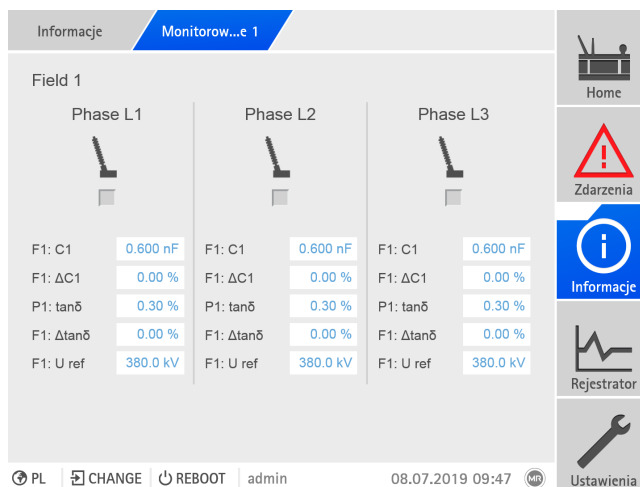 Informacje
Monitorow...e 1
Field 1
Phase L1
Phase L2
Phase L3
F1: C1 0.600 nF
F1: ΔC1 0.00 %
P1: tanδ 0.30 %
F1: Δtanδ 0.00 %
F1: U ref 380.0 kV
F1: C1 0.600 nF
F1: ΔC1 0.00 %
P1: tanδ 0.30 %
F1: Δtanδ 0.00 %
F1: U ref 380.0 kV
F1: C1 0.600 nF
F1: ΔC1 0.00 %
P1: tanδ 0.30 %
F1: Δtanδ 0.00 %
F1: U ref 380.0 kV
Home
Zdarzenia
Informacje
Rejestrator
Ustawienia
PL CHANGE REBOOT admin 08.07.2019 09:47 MR